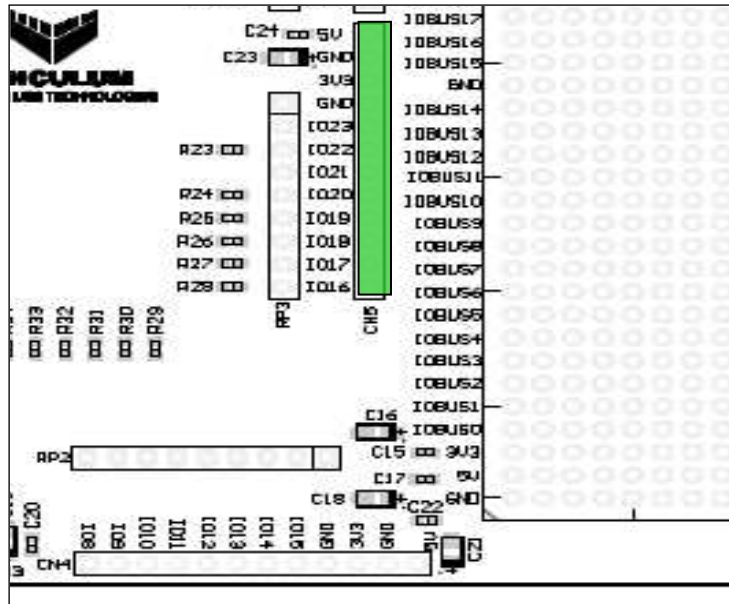 C24 5V IOBUS17
C23 +GND IOBUS16
3V3 IOBUS15
GND GND
IO23 IOBUS14
R23 IO22 IOBUS13
IO21 IOBUS12
R24 IO20 IOBUS11
R25 IO19 IOBUS10
R26 IO18 IOBUS9
R27 IO17 IOBUS8
R28 IO16 IOBUS7
IOBUS6
RP3 CN5 IOBUS5
R33 R32 R31 R30 R29 IOBUS4
IOBUS3
IOBUS2
IOBUS1
C16 + IOBUS0
RP2 C15 3V3
C17 5V
C18 + GND
C20 IO8 IO9 IO10 IO11 IO12 IO13 IO14 IO15 GND 3V3 GND 5V C22
CN4 C21 +
3